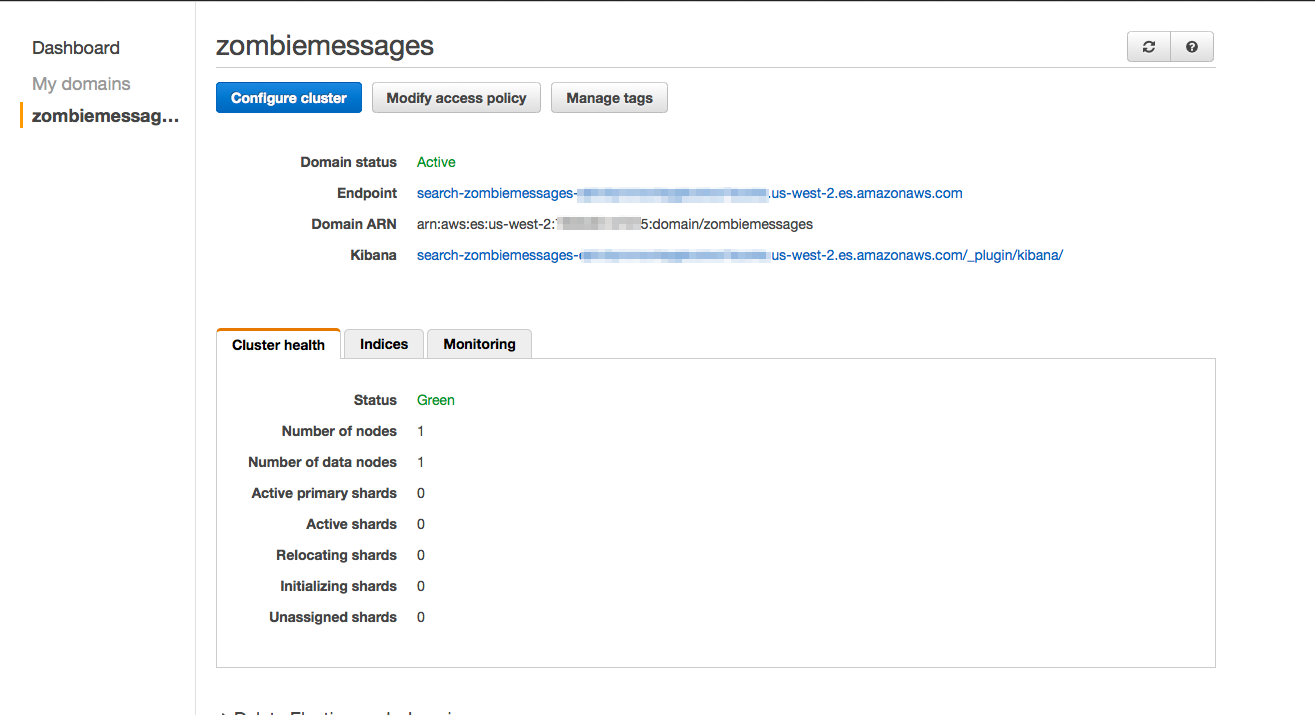 Dashboard
My domains
zombiemessag...
zombiemessages
Configure cluster Modify access policy Manage tags
Domain status Active
Endpoint search-zombiemessages- .us-west-2.es.amazonaws.com
Domain ARN arn:aws:es:us-west-2: 5:domain/zombiemessages
Kibana search-zombiemessages- us-west-2.es.amazonaws.com/_plugin/kibana/
Cluster health Indices Monitoring
Status Green
Number of nodes 1
Number of data nodes 1
Active primary shards 0
Active shards 0
Relocating shards 0
Initializing shards 0
Unassigned shards 0